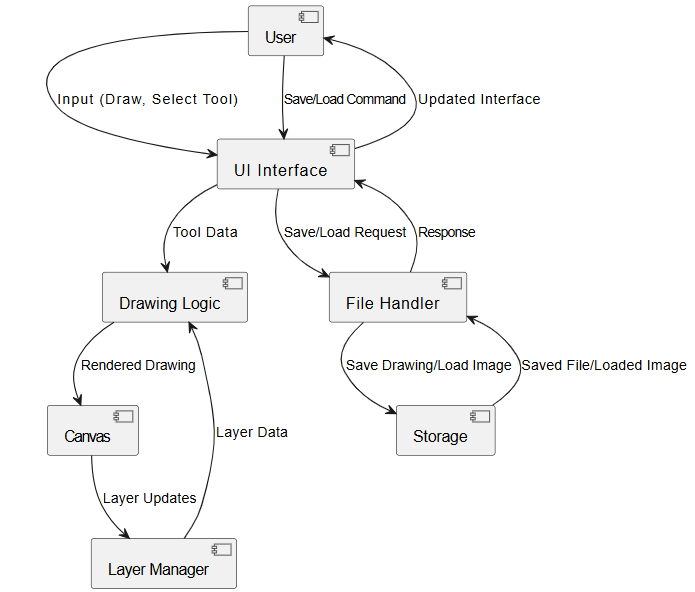 User
Input (Draw, Select Tool)
Save/Load Command
Updated Interface
UI Interface
Tool Data
Save/Load Request
Response
Drawing Logic
File Handler
Rendered Drawing
Save Drawing/Load Image
Saved File/Loaded Image
Canvas
Layer Data
Storage
Layer Updates
Layer Manager